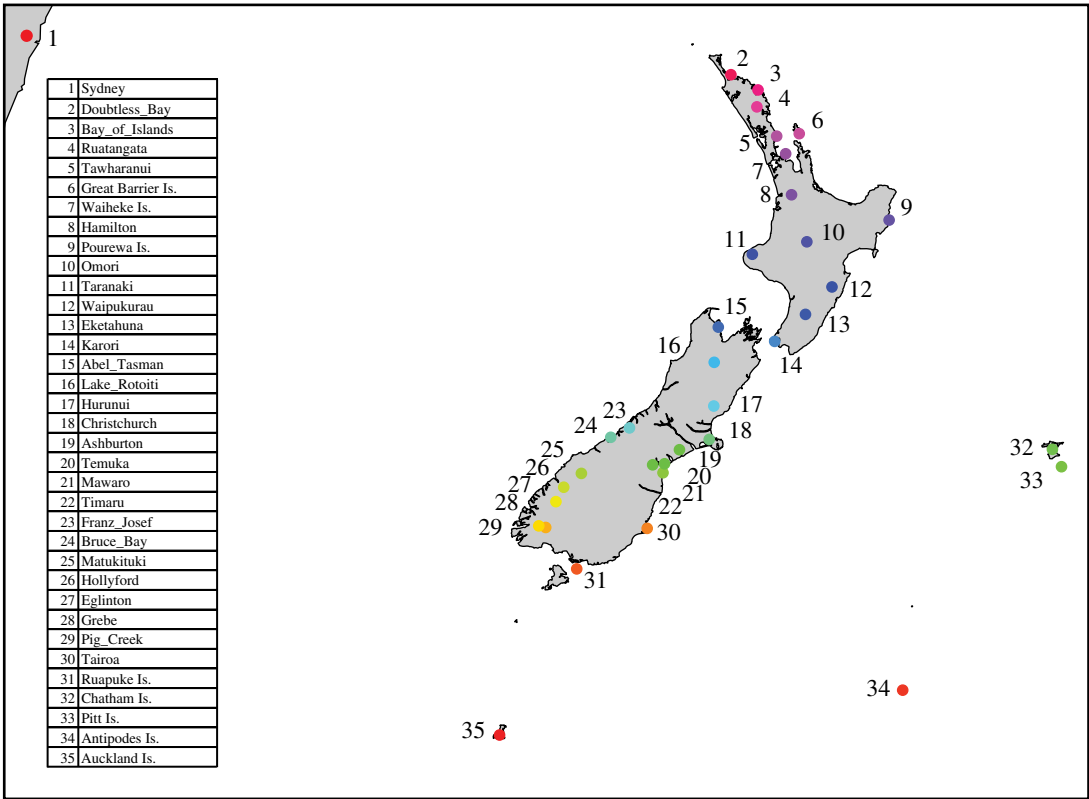 1 Sydney
2 Doubtless_Bay
3 Bay_of_Islands
4 Ruatangata
5 Tawharanui
6 Great Barrier Is.
7 Waiheke Is.
8 Hamilton
9 Pourewa Is.
10 Omori
11 Taranaki
12 Waipukurau
13 Eketahuna
14 Karori
15 Abel_Tasman
16 Lake_Rotoiti
17 Hurunui
18 Christchurch
19 Ashburton
20 Temuka
21 Mawaro
22 Timaru
23 Franz_Josef
24 Bruce_Bay
25 Matukituki
26 Hollyford
27 Eglinton
28 Grebe
29 Pig_Creek
30 Tairoa
31 Ruapuke Is.
32 Chatham Is.
33 Pitt Is.
34 Antipodes Is.
35 Auckland Is.
1
2
3
4
5
6
7
8
9
10
11
12
13
14
15
16
17
18
19
20
21
22
23
24
25
26
27
28
29
30
31
32
33
34
35